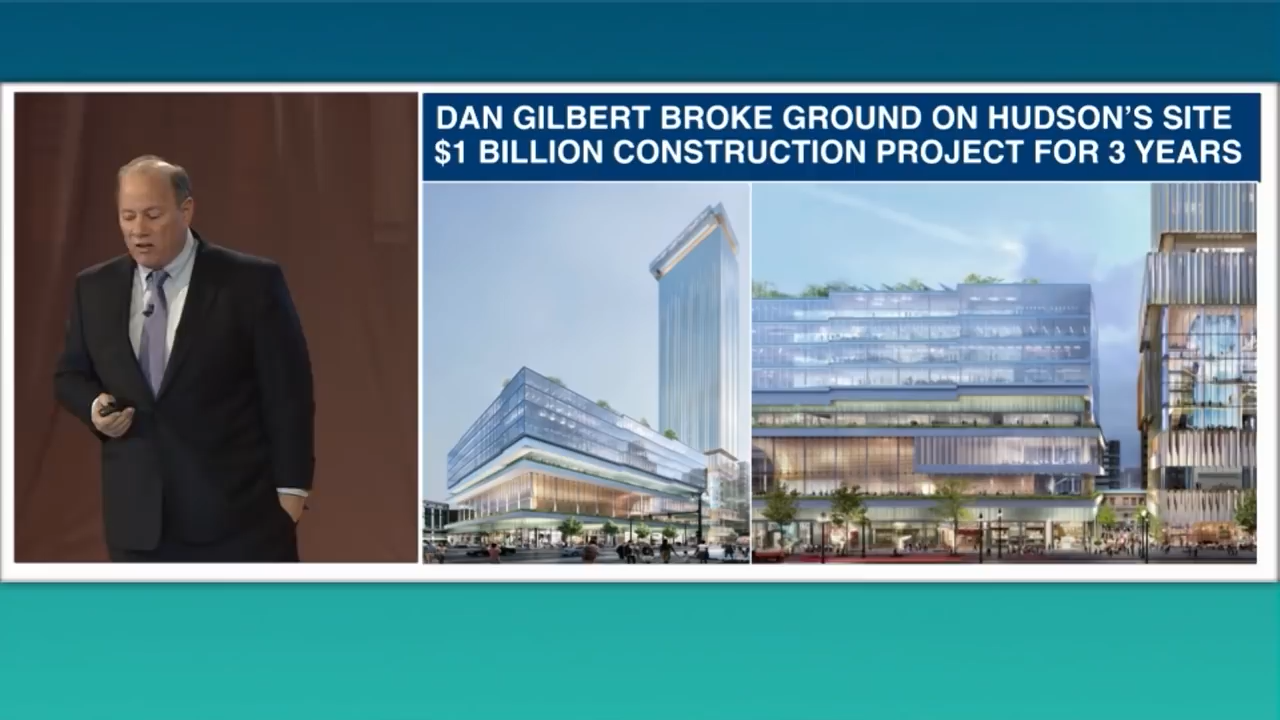 DAN GILBERT BROKE GROUND ON HUDSON’S SITE
$1 BILLION CONSTRUCTION PROJECT FOR 3 YEARS